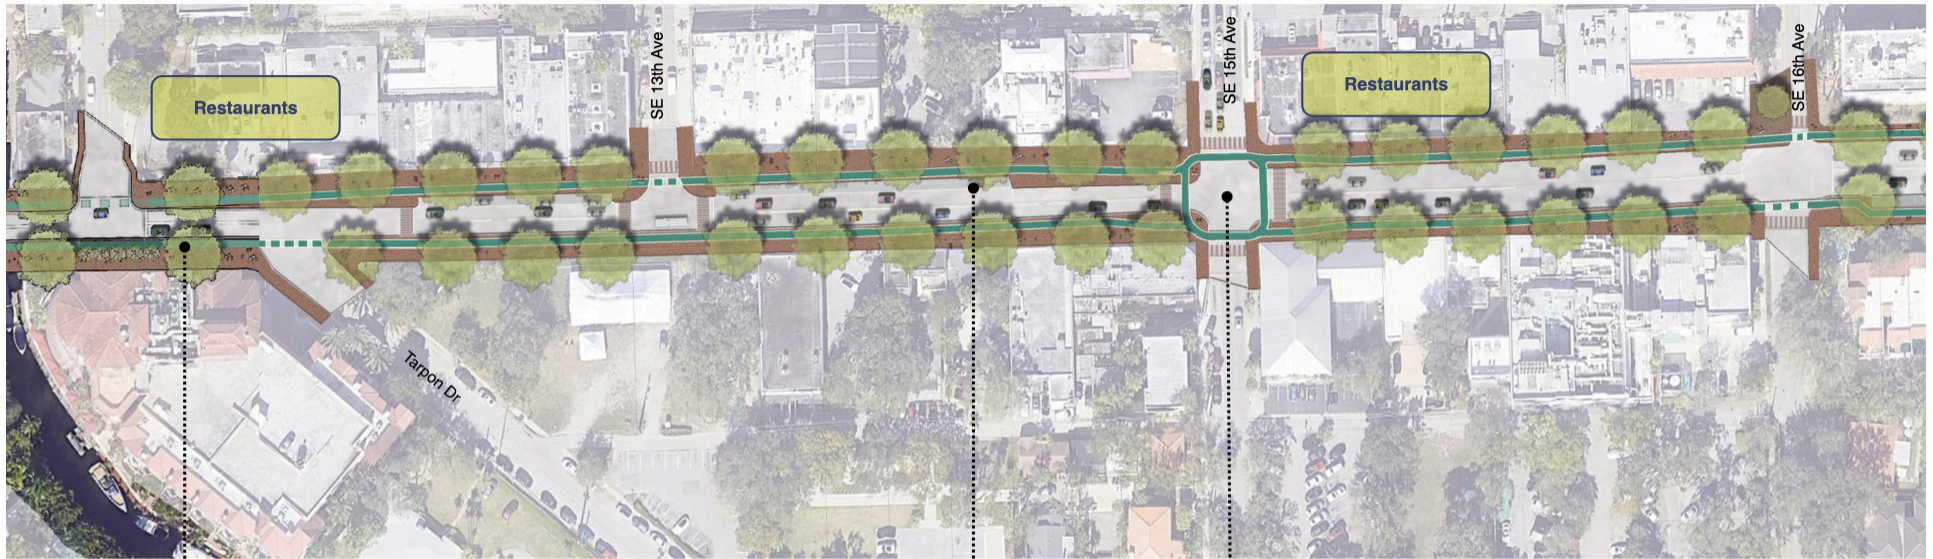 Restaurants
SE 13th Ave
SE 15th Ave
Restaurants
SE 16th Ave
Tarpon Dr